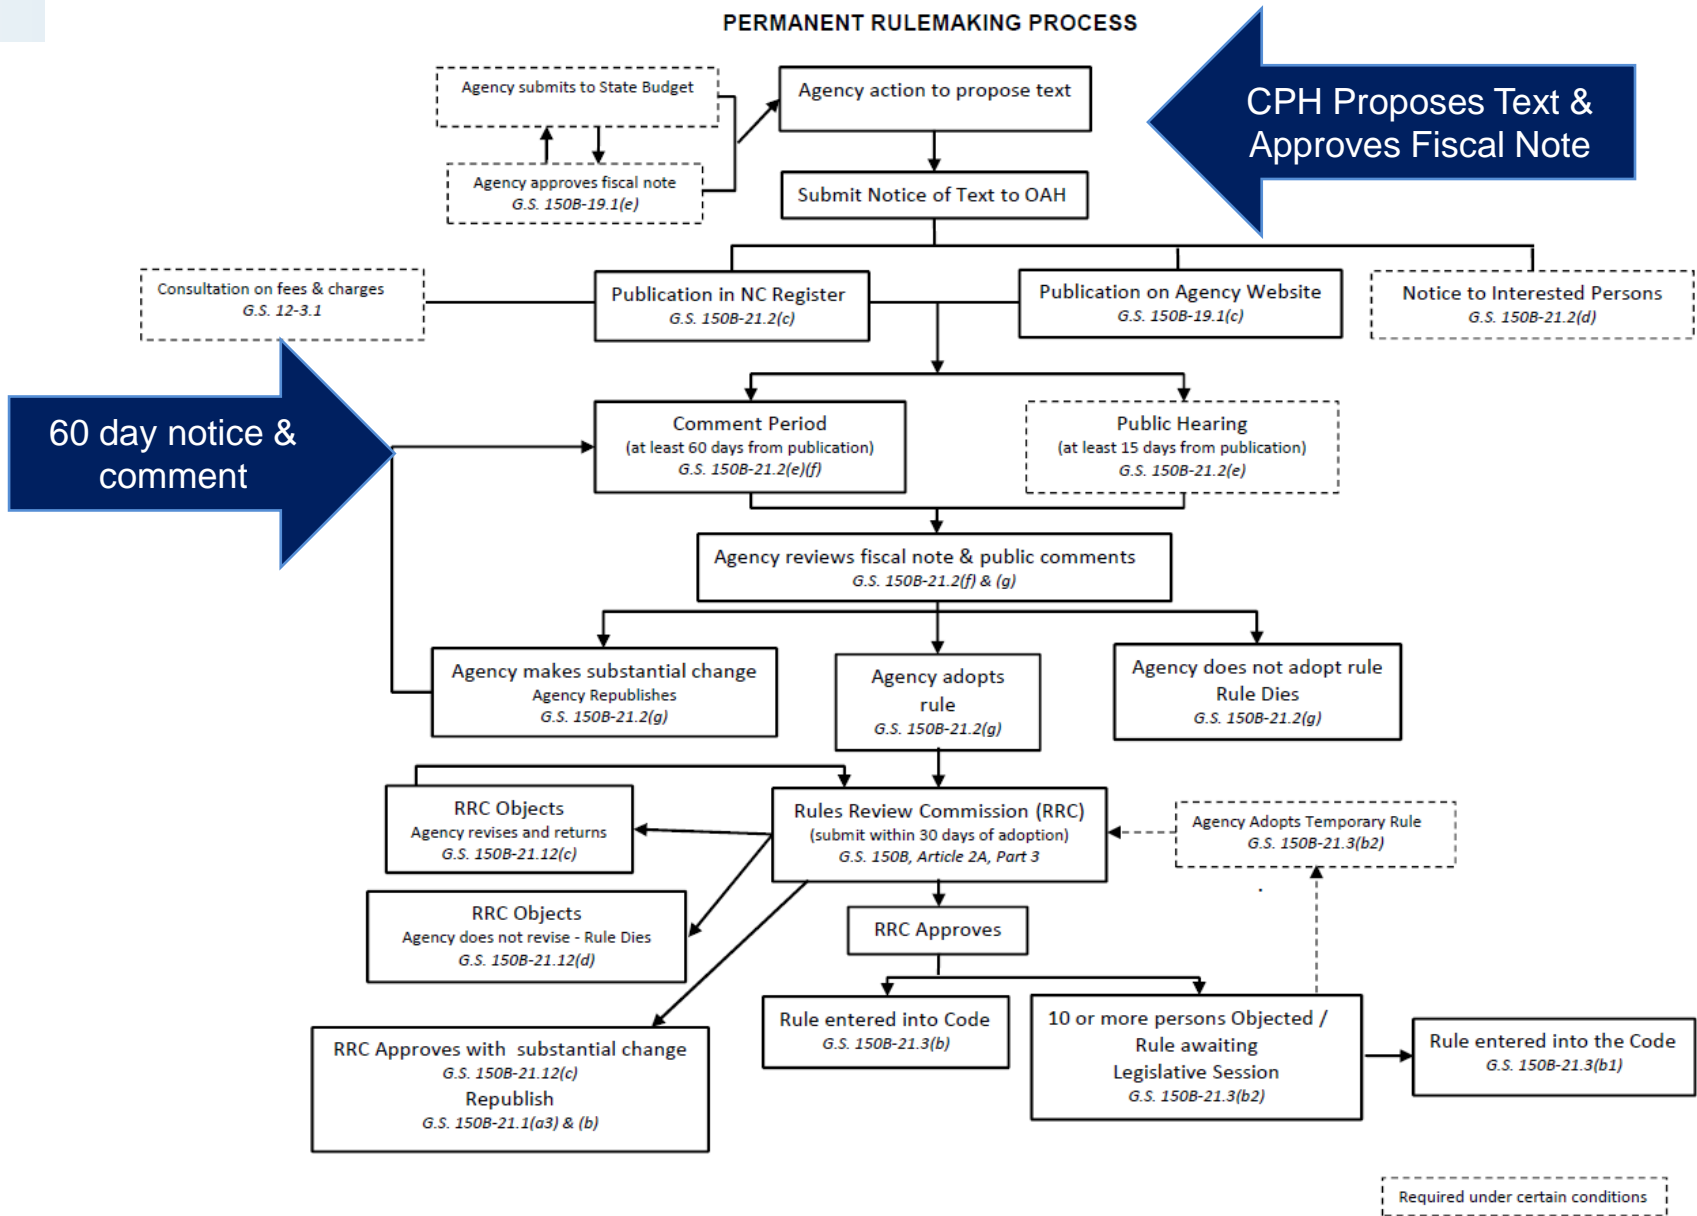 PERMANENT RULEMAKING PROCESS
Agency submits to State Budget
Agency action to propose text
CPH Proposes Text &
Approves Fiscal Note
Agency approves fiscal note
G.S. 150B-19.1(e)
Submit Notice of Text to OAH
Consultation on fees & charges
G.S. 12-3.1
Publication in NC Register
G.S. 150B-21.2(c)
Publication on Agency Website
G.S. 150B-19.1(c)
Notice to Interested Persons
G.S. 150B-21.2(d)
60 day notice &
comment
Comment Period
(at least 60 days from publication)
G.S. 150B-21.2(e)(f)
Public Hearing
(at least 15 days from publication)
G.S. 150B-21.2(e)
Agency reviews fiscal note & public comments
G.S. 150B-21.2(f) & (g)
Agency makes substantial change
Agency Republishes
G.S. 150B-21.2(g)
Agency adopts
rule
G.S. 150B-21.2(g)
Agency does not adopt rule
Rule Dies
G.S. 150B-21.2(g)
RRC Objects
Agency revises and returns
G.S. 150B-21.12(c)
Rules Review Commission (RRC)
(submit within 30 days of adoption)
G.S. 150B, Article 2A, Part 3
Agency Adopts Temporary Rule
G.S. 150B-21.3(b2)
RRC Objects
Agency does not revise - Rule Dies
G.S. 150B-21.12(d)
RRC Approves
RRC Approves with substantial change
G.S. 150B-21.12(c)
Republish
G.S. 150B-21.1(a3) & (b)
Rule entered into Code
G.S. 150B-21.3(b)
10 or more persons Objected /
Rule awaiting
Legislative Session
G.S. 150B-21.3(b2)
Rule entered into the Code
G.S. 150B-21.3(b1)
Required under certain conditions